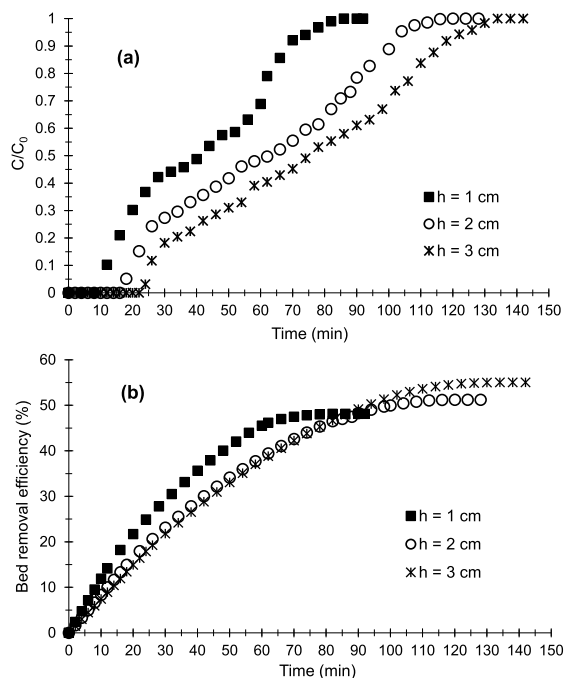 (a)
C/C0
1
0.9
0.8
0.7
0.6
0.5
0.4
0.3
0.2
0.1
0
h = 1 cm
h = 2 cm
h = 3 cm
0 10 20 30 40 50 60 70 80 90 100 110 120 130 140 150
Time (min)
(b)
Bed removal efficiency (%)
60
50
40
30
20
10
0
h = 1 cm
h = 2 cm
h = 3 cm
0 10 20 30 40 50 60 70 80 90 100 110 120 130 140 150
Time (min)